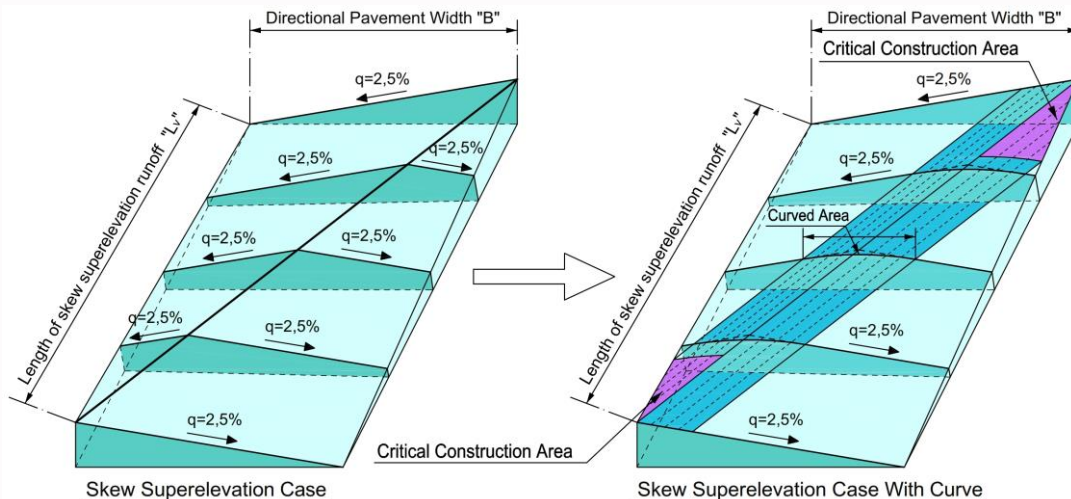 Directional Pavement Width "B"
q=2,5%
q=2,5%
q=2,5%
q=2,5%
q=2,5%
q=2,5%
q=2,5%
q=2,5%
Length of skew superelevation runoff "Lv"
Skew Superelevation Case
Directional Pavement Width "B"
Critical Construction Area
q=2,5%
q=2,5%
Curved Area
q=2,5%
q=2,5%
q=2,5%
Length of skew superelevation runoff "Lv"
Critical Construction Area
Skew Superelevation Case With Curve